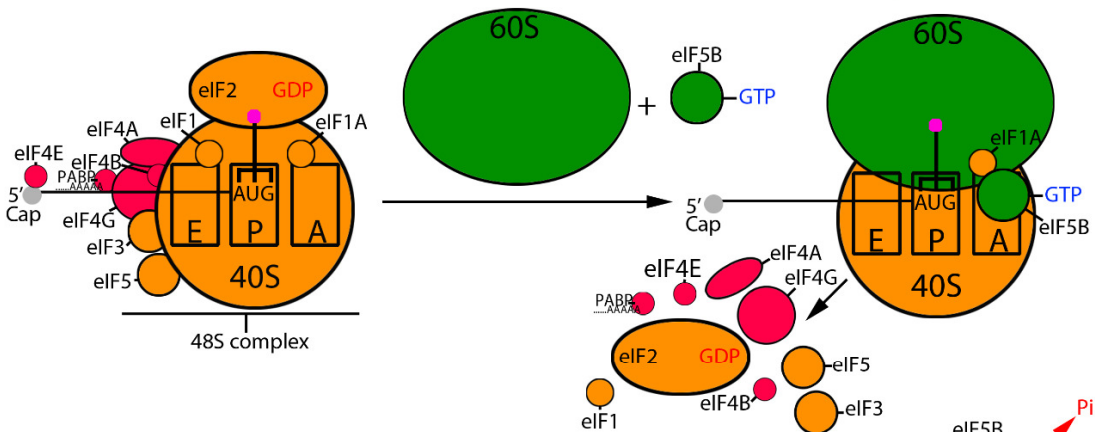 eIF2 GDP
eIF4A
eIF1
eIF1A
eIF4E
eIF4B
PABP
......AAAAA
5’
Cap
AUG
eIF4G
eIF3
E P A
eIF5
40S
48S complex
60S
+
eIF5B
GTP
60S
eIF1A
5’
Cap
AUG
GTP
eIF5B
E P A
40S
eIF4E
eIF4A
eIF4G
PABP
......AAAAA
eIF2 GDP
eIF5
eIF4B
eIF3
eIF1
Pi
eIF5B